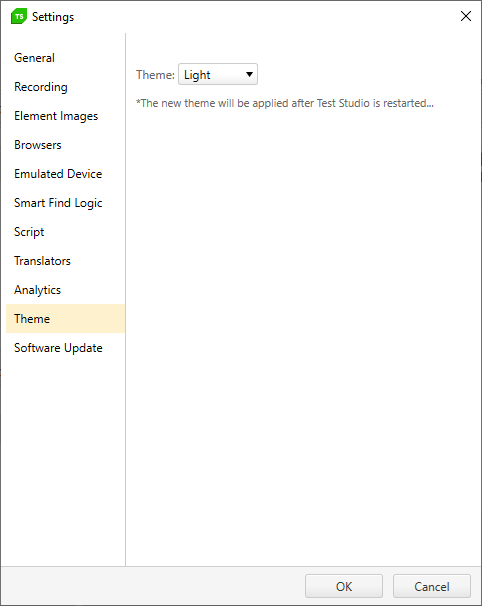 TS Settings
General
Recording
Element Images
Browsers
Emulated Device
Smart Find Logic
Script
Translators
Analytics
Theme
Software Update
Theme: Light
*The new theme will be applied after Test Studio is restarted...
OK Cancel